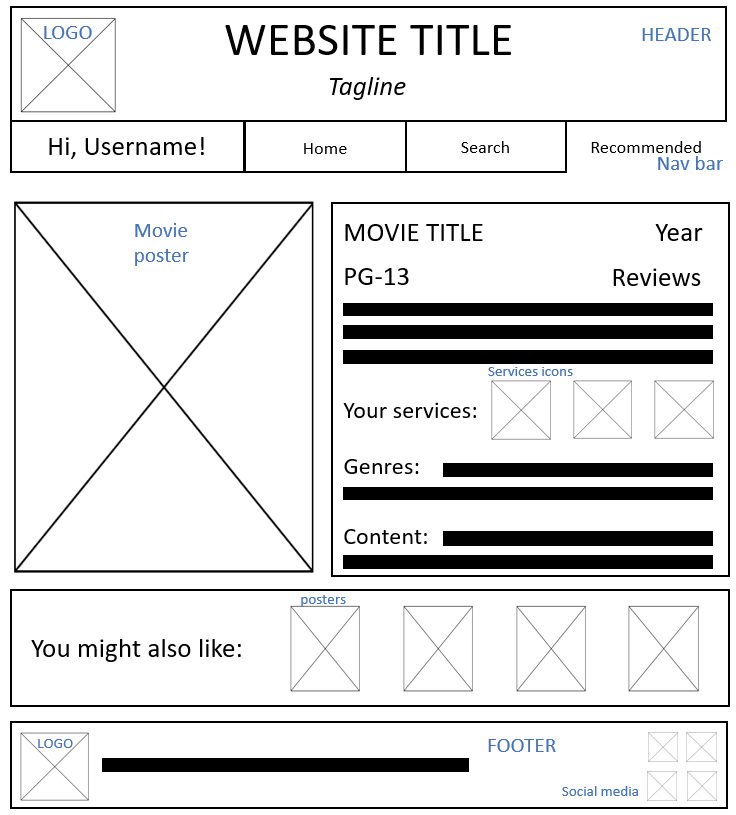 LOGO
WEBSITE TITLE
HEADER
Tagline
Hi, Username!
Home
Search
Recommended
Nav bar
Movie
poster
MOVIE TITLE
Year
PG-13
Reviews
Services icons
Your services:
Genres:
Content:
posters
You might also like:
LOGO
FOOTER
Social media